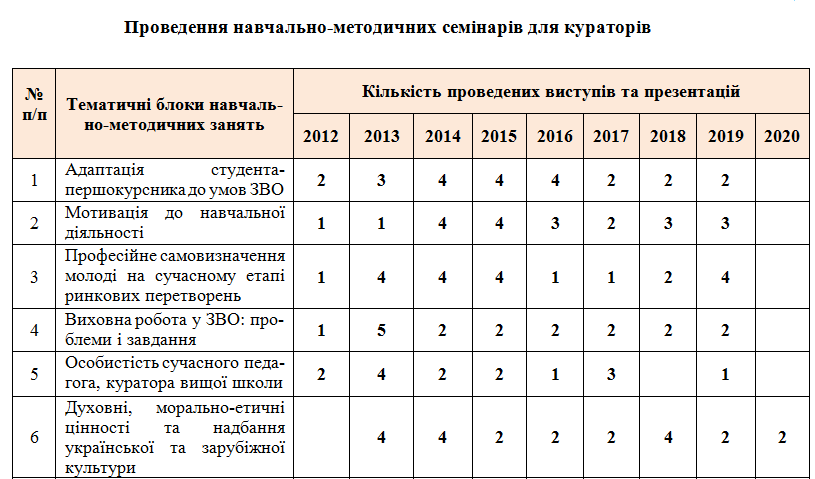 Проведення навчально-методичних семінарів для кураторів
№ п/п
Тематичні блоки навчаль-
но-методичних занять
Кількість проведених виступів та презентацій
2012 2013 2014 2015 2016 2017 2018 2019 2020
1 Адаптація студента-
першокурсника до умов ЗВО
2 3 4 4 4 2 2 2
2 Мотивація до навчальної
діяльності
1 1 4 4 3 2 3 3
3 Професійне самовизначення
молоді на сучасному етапі
ринкових перетворень
1 4 4 4 1 1 2 4
4 Виховна робота у ЗВО: про-
блеми і завдання
1 5 2 2 2 2 2 2
5 Особистість сучасного педа-
гога, куратора вищої школи
2 4 2 2 1 3 1
6 Духовні, морально-етичні
цінності та надбання
української та зарубіжної
культури
4 4 2 2 2 4 2 2